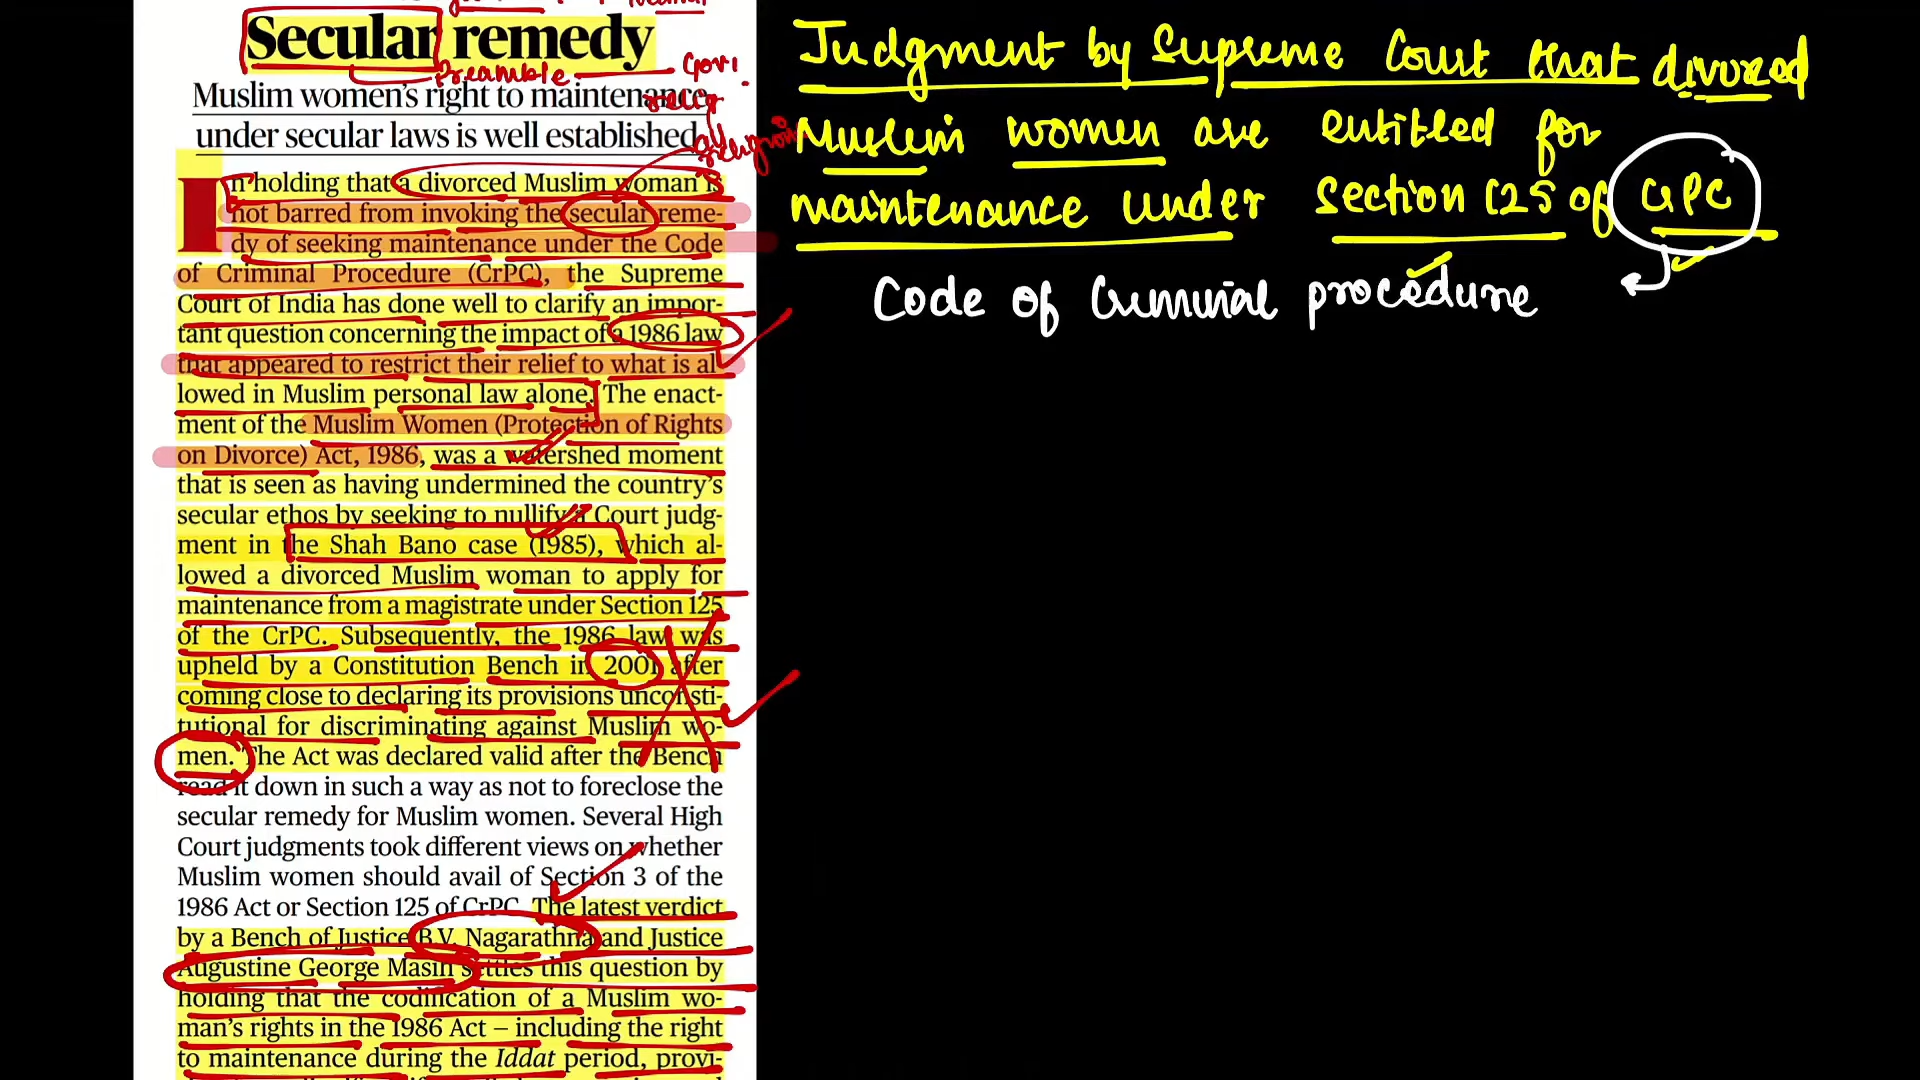 Secular remedy
Preamble
Govt
Muslim women's right to maintenance
under secular laws is well established
In holding that a divorced Muslim woman is
not barred from invoking the secular reme-
dy of seeking maintenance under the Code
of Criminal Procedure (CrPC), the Supreme
Court of India has done well to clarify an impor-
tant question concerning the impact of a 1986 law
that appeared to restrict their relief to what is al-
lowed in Muslim personal law alone. The enact-
ment of the Muslim Women (Protection of Rights
on Divorce) Act, 1986, was a watershed moment
that is seen as having undermined the country's
secular ethos by seeking to nullify a Court judg-
ment in the Shah Bano case (1985), which al-
lowed a divorced Muslim woman to apply for
maintenance from a magistrate under Section 125
of the CrPC. Subsequently, the 1986 law was
upheld by a Constitution Bench in 2001 after
coming close to declaring its provisions unconsti-
tutional for discriminating against Muslim wo-
men. The Act was declared valid after the Bench
read it down in such a way as not to foreclose the
secular remedy for Muslim women. Several High
Court judgments took different views on whether
Muslim women should avail of Section 3 of the
1986 Act or Section 125 of CrPC. The latest verdict
by a Bench of Justice B.V. Nagarathna and Justice
Augustine George Masih settles this question by
holding that the codification of a Muslim wo-
man's rights in the 1986 Act – including the right
to maintenance during the Iddat period, provi-
Judgment by Supreme Court that divorced
Muslim women are entitled for
maintenance under section 125 of CrPC
Code of Criminal procedure